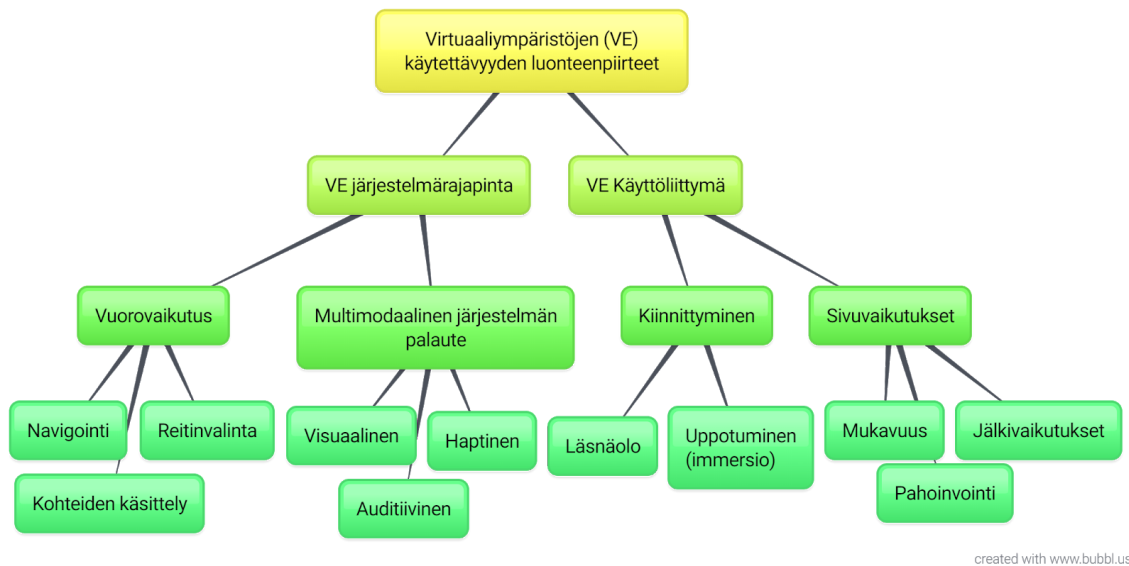 Virtuaaliympäristöjen (VE)
käytettävyyden luonteenpiirteet
VE järjestelmärajapinta
VE Käyttöliittymä
Vuorovaikutus
Multimodaalinen järjestelmän
palaute
Kiinnittyminen
Sivuvaikutukset
Navigointi
Reitinvalinta
Kohteiden käsittely
Visuaalinen
Haptinen
Auditiivinen
Läsnäolo
Uppotuminen
(immersio)
Mukavuus
Jälkivaikutukset
Pahoinvointi
created with www.bubbl.us